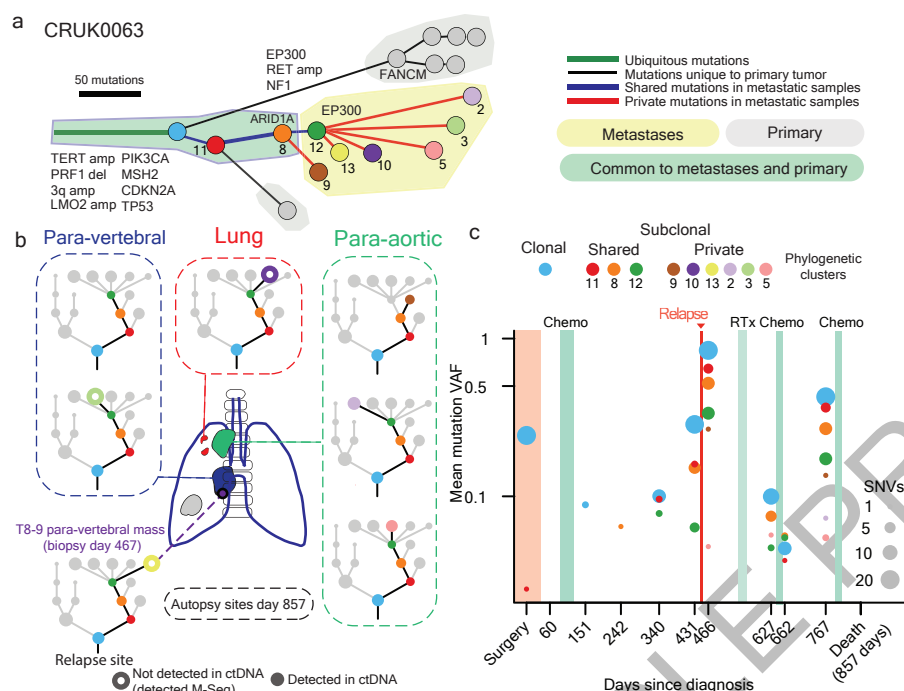 a
CRUK0063
50 mutations
EP300
RET amp
NF1
FANCM
ARID1A
EP300
11
8
12
13
10
9
2
3
5
TERT amp PIK3CA
PRF1 del MSH2
3q amp CDKN2A
LMO2 amp TP53
Ubiquitous mutations
Mutations unique to primary tumor
Shared mutations in metastatic samples
Private mutations in metastatic samples
Metastases
Primary
Common to metastases and primary
b
Para-vertebral
Lung
Para-aortic
T8-9 para-vertebral mass
(biopsy day 467)
Autopsy sites day 857
Relapse site
Not detected in ctDNA
(detected M-Seq)
Detected in ctDNA
c
Subclonal
Clonal
Shared
Private
Phylogenetic
clusters
11 8 12 9 10 13 2 3 5
Relapse
Chemo
RTx Chemo
Chemo
Mean mutation VAF
1
0.5
0.1
SNVs
1
5
10
20
Surgery
60
151
242
340
431
466
627
662
767
Death
(857 days)
Days since diagnosis